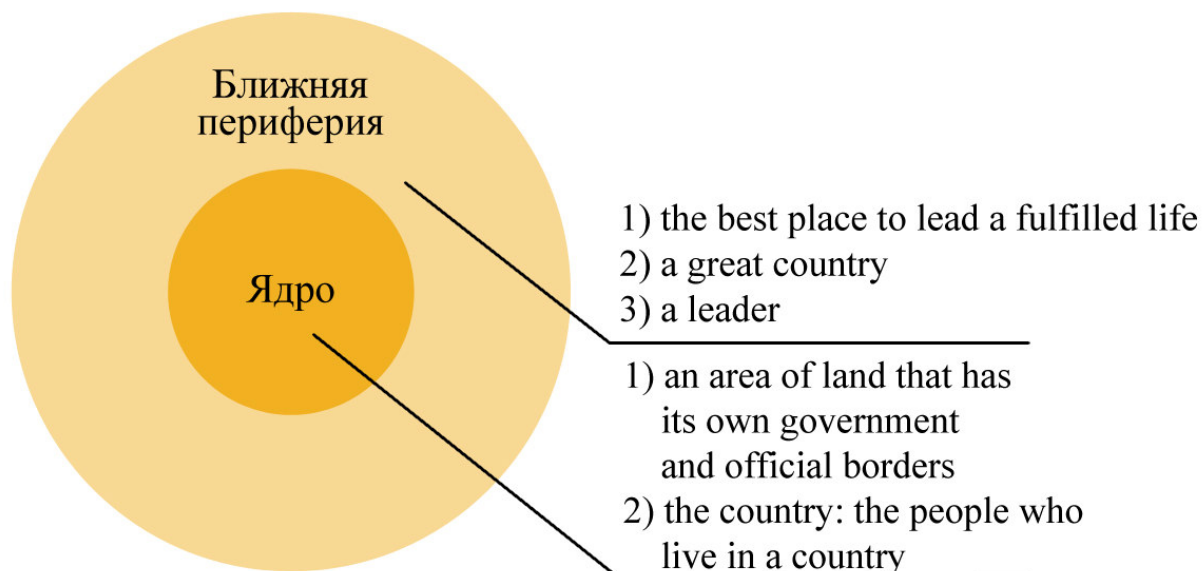 Ближняя
периферия
Ядро
1) the best place to lead a fulfilled life
2) a great country
3) a leader
1) an area of land that has
its own government
and official borders
2) the country: the people who
live in a country